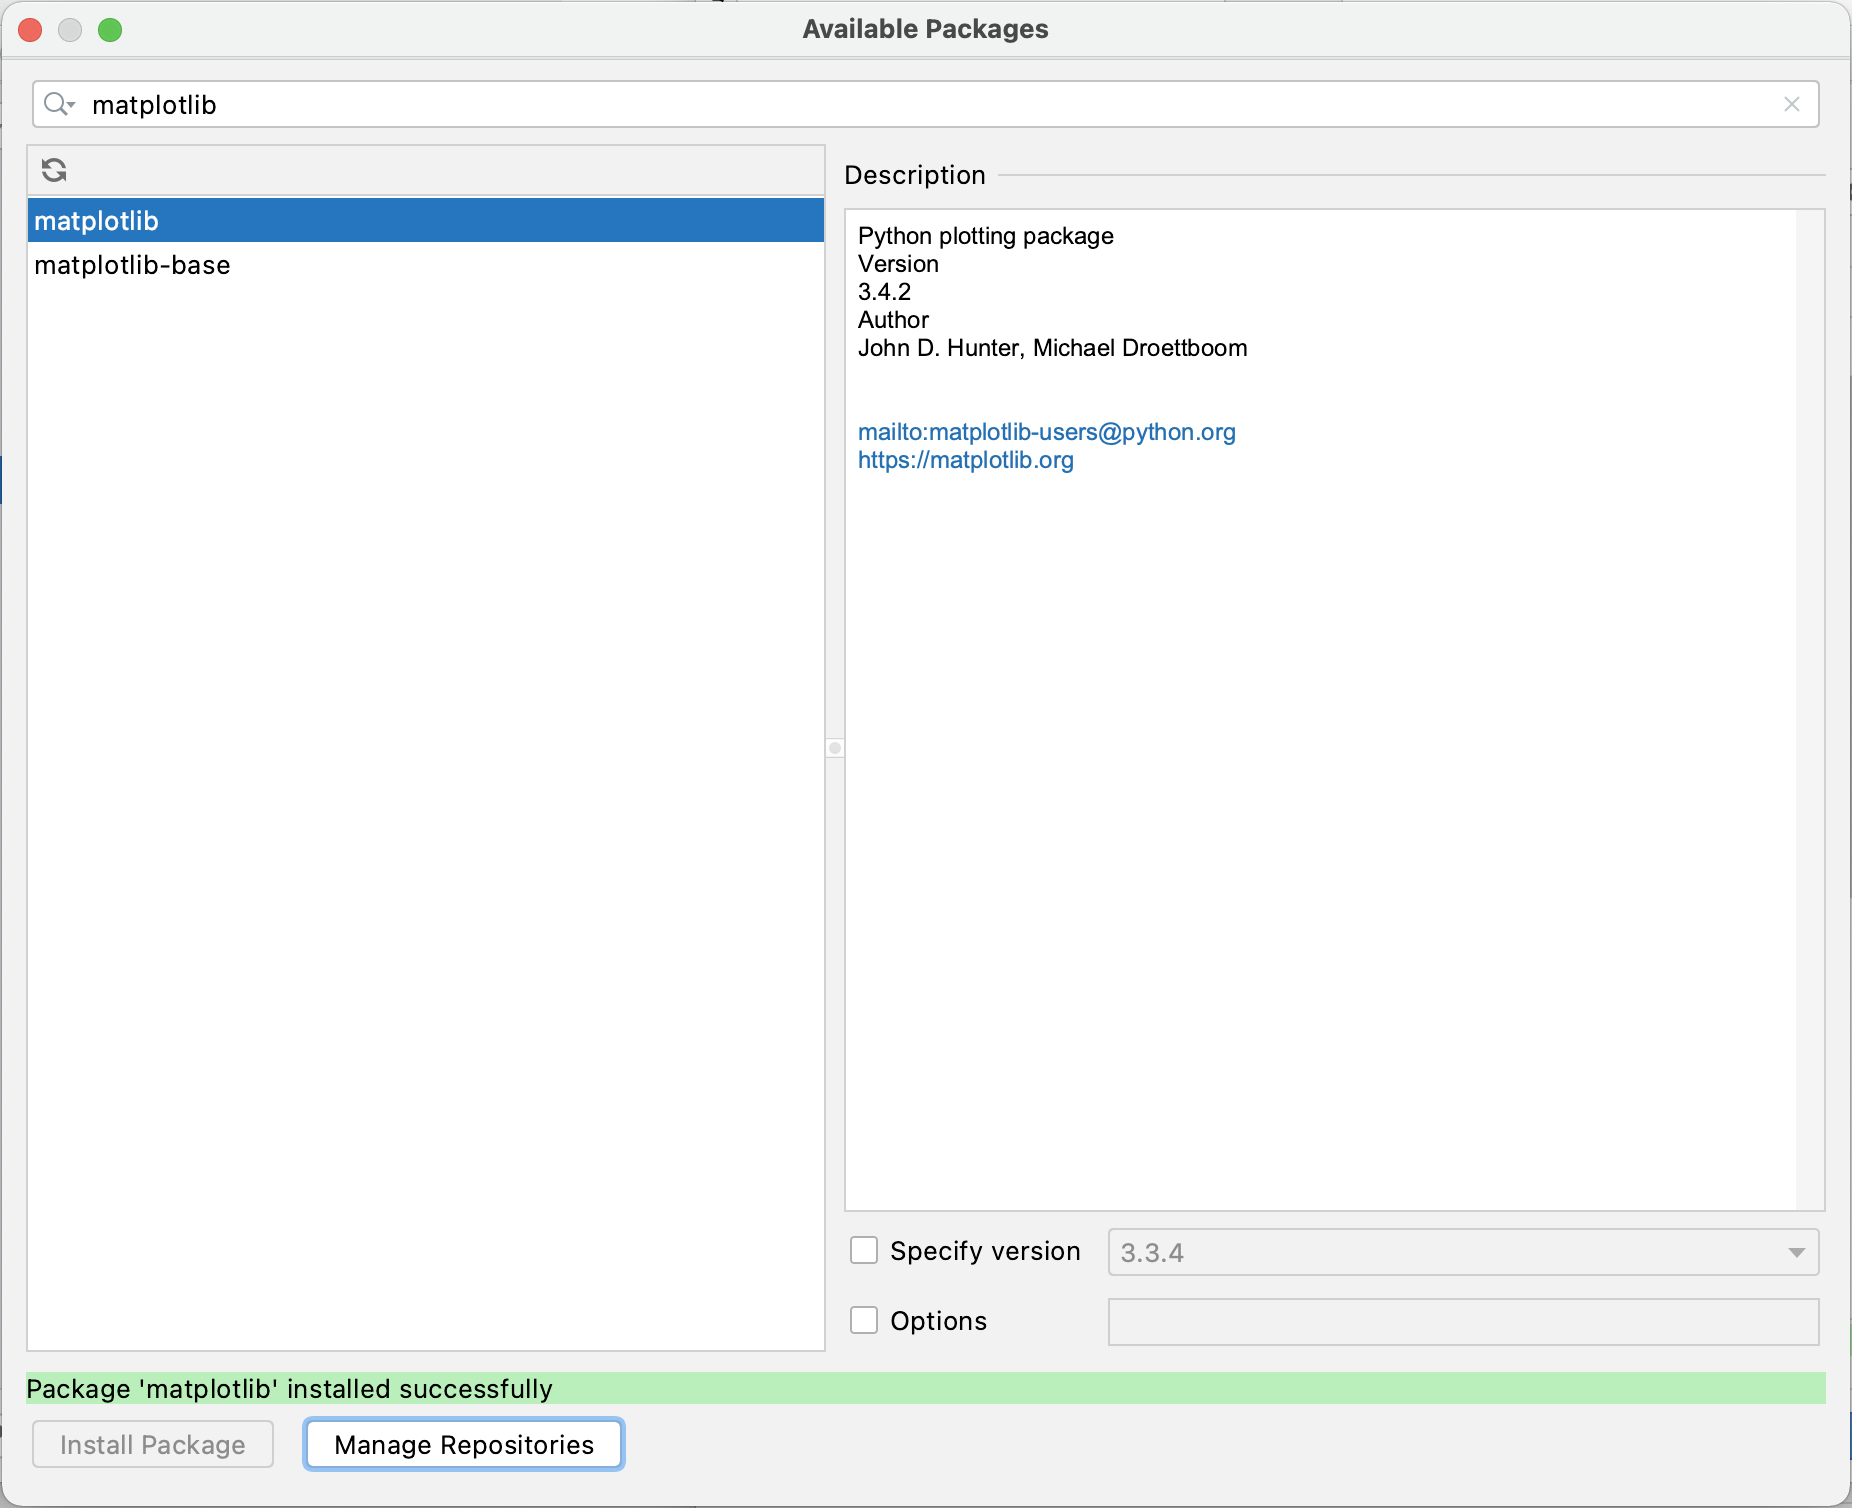 Available Packages
matplotlib
matplotlib
matplotlib-base
Description
Python plotting package
Version
3.4.2
Author
John D. Hunter, Michael Droettboom
mailto:matplotlib-users@python.org
https://matplotlib.org
Specify version 3.3.4
Options
Package 'matplotlib' installed successfully
Install Package Manage Repositories